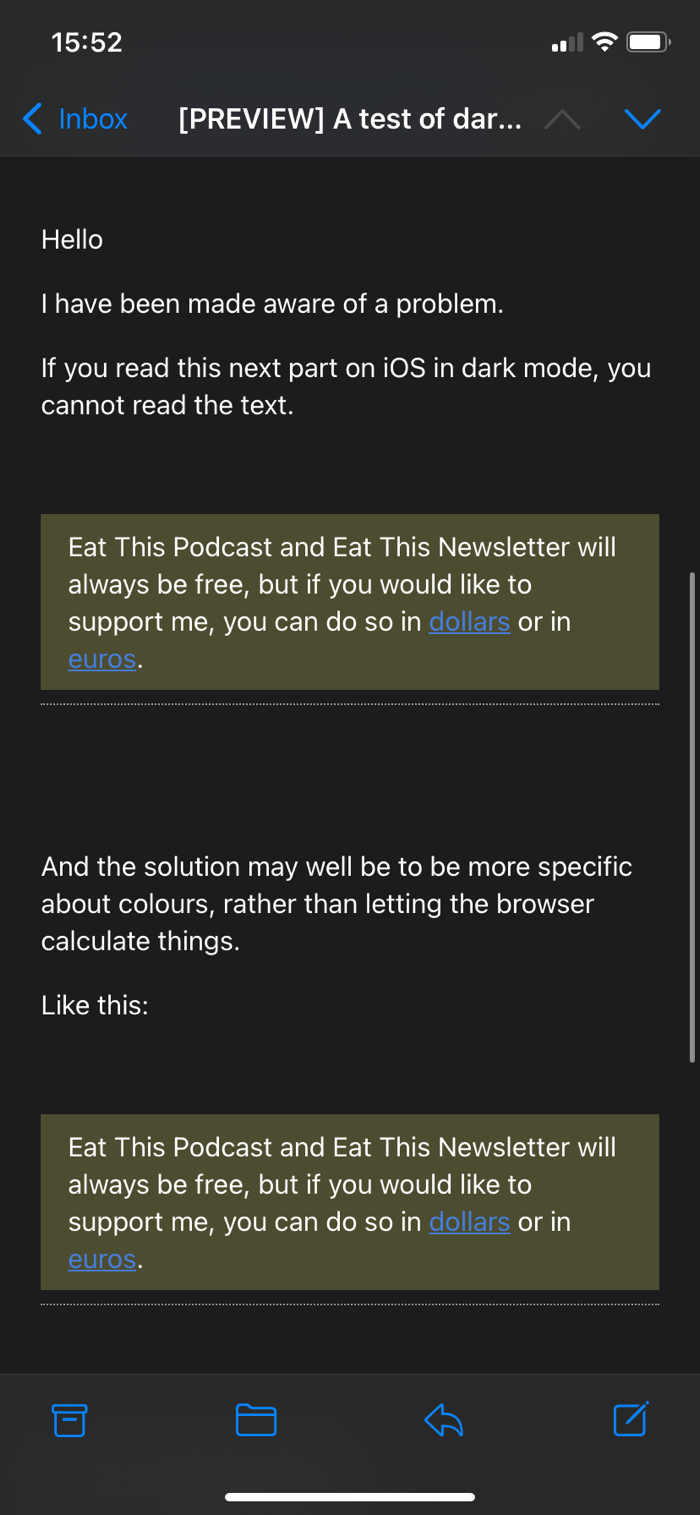 15:52
Inbox
[PREVIEW] A test of dar...
Hello
I have been made aware of a problem.
If you read this next part on iOS in dark mode, you
cannot read the text.
Eat This Podcast and Eat This Newsletter will
always be free, but if you would like to
support me, you can do so in dollars or in
euros.
And the solution may well be to be more specific
about colours, rather than letting the browser
calculate things.
Like this:
Eat This Podcast and Eat This Newsletter will
always be free, but if you would like to
support me, you can do so in dollars or in
euros.